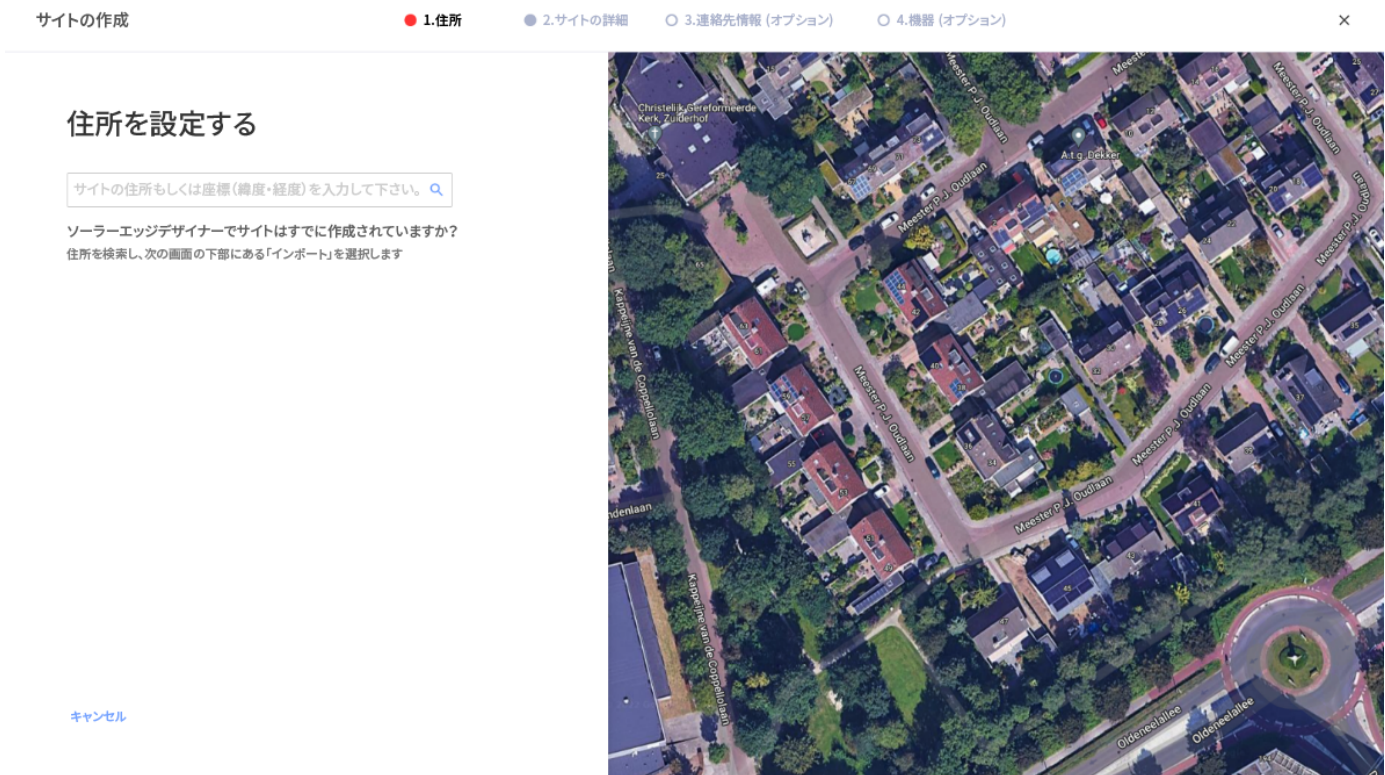 サイトの作成
1.住所
2.サイトの詳細
3.連絡先情報 (オプション)
4.機器 (オプション)
×
住所を設定する
サイトの住所もしくは座標(緯度・経度)を入力して下さい。
ソーラーエッジデザイナーでサイトはすでに作成されていますか?
住所を検索し、次の画面の下部にある「インポート」を選択します
キャンセル
Christelijk Gereformeerde
Kerk, Zuiderhof
A.t.g. Dekker
Meester P. J. Oudlaan
Meester P. J. Oudlaan
Meester P. J. Oudlaan
Meester P. J. Oudlaan
Meester P. J. Oudlaan
Meester P. J. Oudlaan
Meester P. J. Oudlaan
Meester P. J. Oudlaan
Kappeijne van de Coppellolaan
Kappeijne van de Coppellolaan
ndenlaan
Oldeneelallee
Oldeneelallee